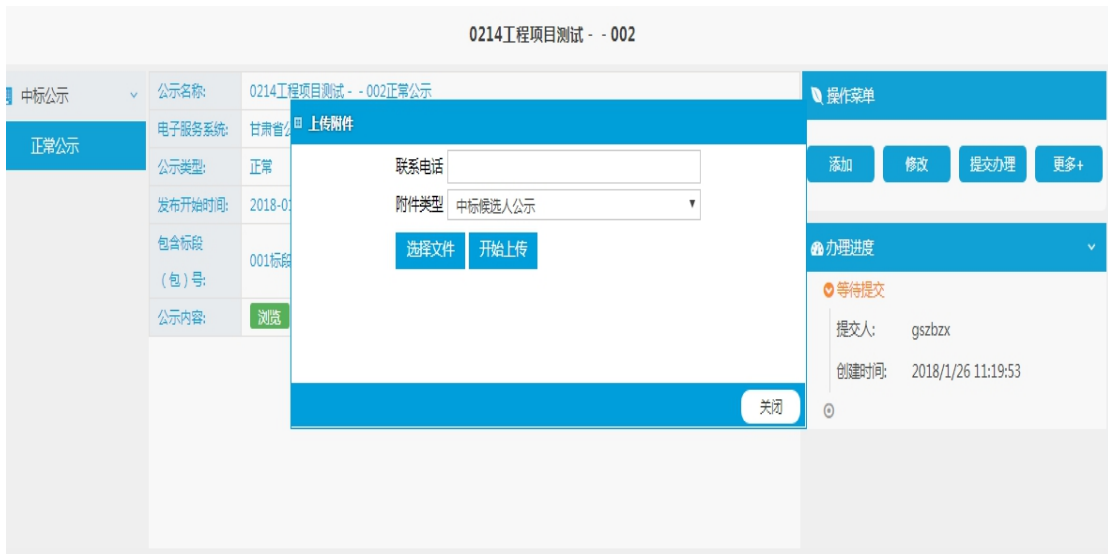 0214工程项目测试 - - 002
中标公示
正常公示
公示名称:
0214工程项目测试 - - 002正常公示
电子服务系统:
甘肃省
公示类型:
正常
发布开始时间:
2018-01
包含标段
（包）号:
001标段
公示内容:
浏览
上传附件
联系电话
附件类型
中标候选人公示
选择文件
开始上传
关闭
操作菜单
添加
修改
提交办理
更多+
办理进度
等待提交
提交人:
gszbzx
创建时间:
2018/1/26 11:19:53